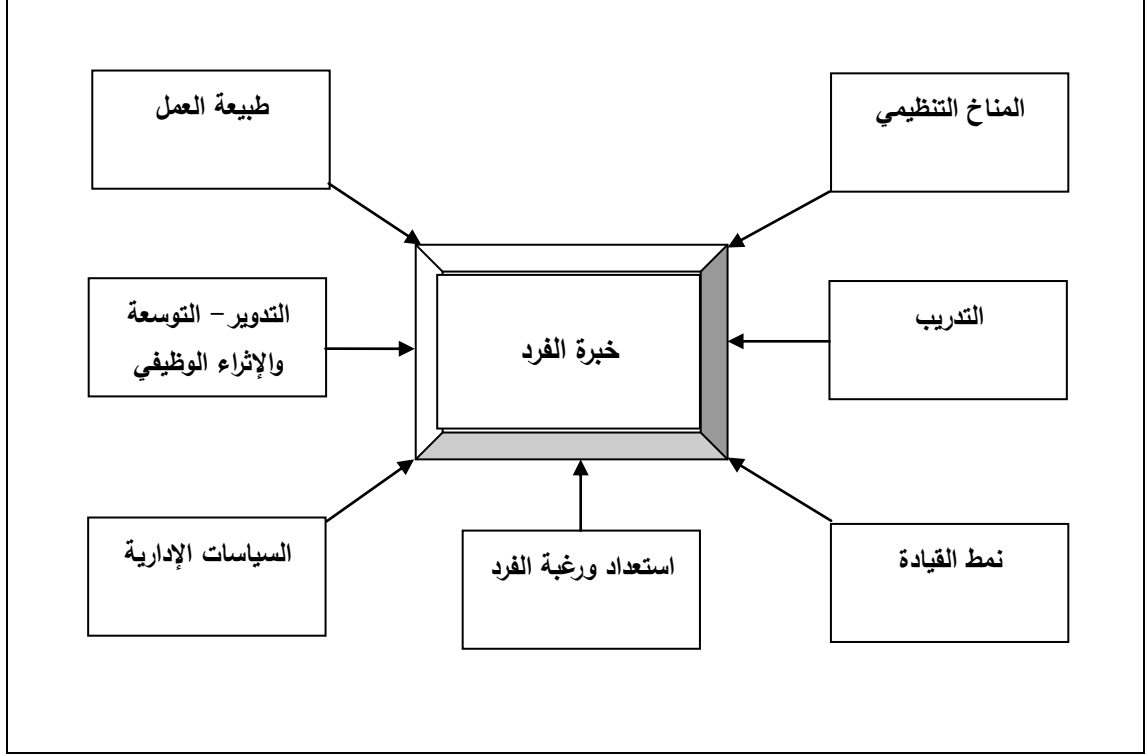 المناخ التنظيمي
طبيعة العمل
التدريب
خبرة الفرد
التدوير – التوسعة
والإثراء الوظيفي
نمط القيادة
استعداد ورغبة الفرد
السياسات الإدارية